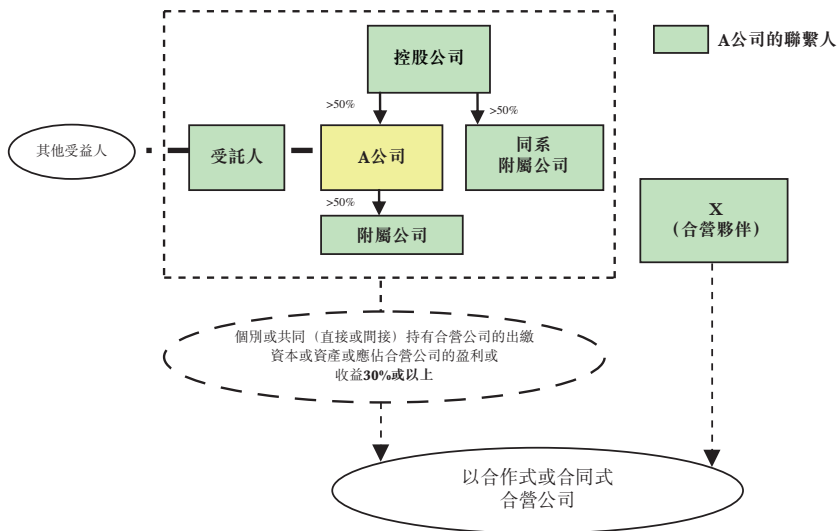 控股公司
A公司的聯繫人
>50%
>50%
其他受益人
受託人
A公司
同系
附屬公司
>50%
附屬公司
X
（合營夥伴）
個別或共同（直接或間接）持有合營公司的出繳
資本或資產或應佔合營公司的盈利或
收益30%或以上
以合作式或合同式
合營公司